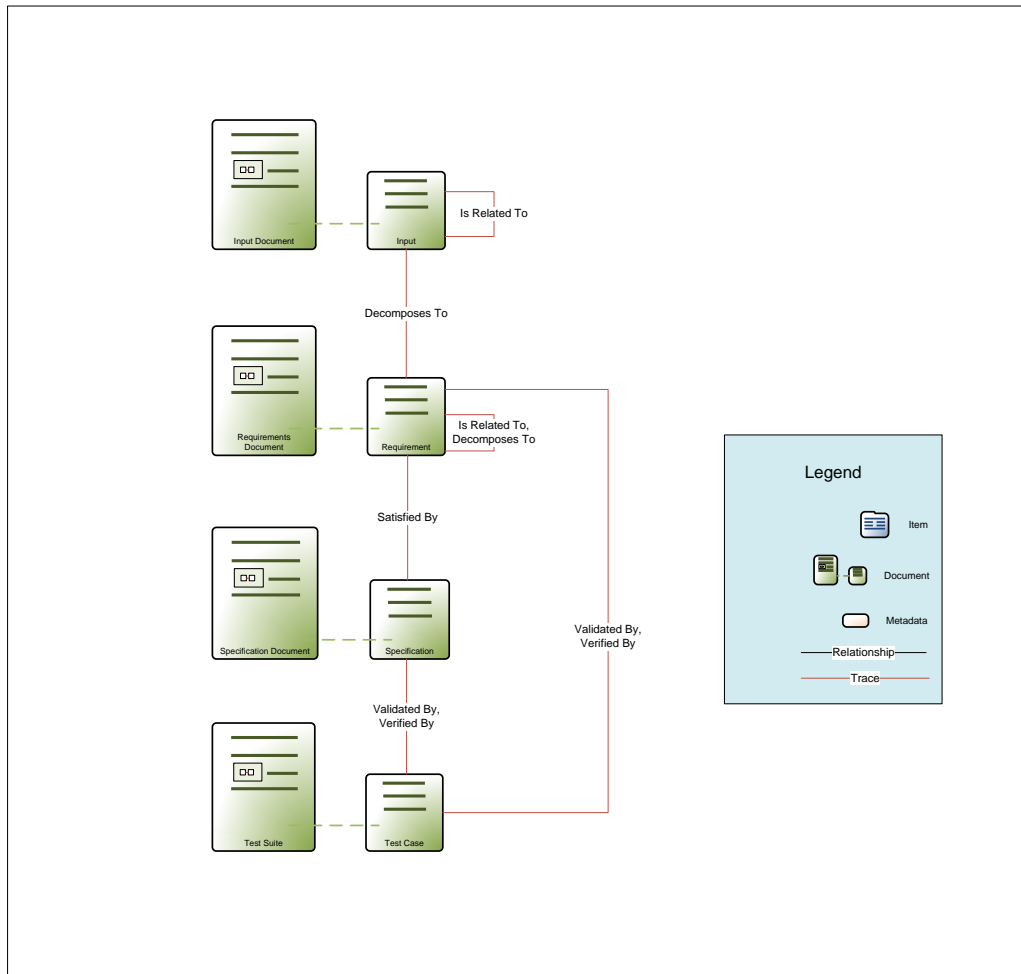 Input Document
Input
Is Related To
Decomposes To
Requirements
Document
Requirement
Is Related To,
Decomposes To
Satisfied By
Specification Document
Specification
Validated By,
Verified By
Validated By,
Verified By
Test Suite
Test Case
Legend
Item
Document
Metadata
Relationship
Trace